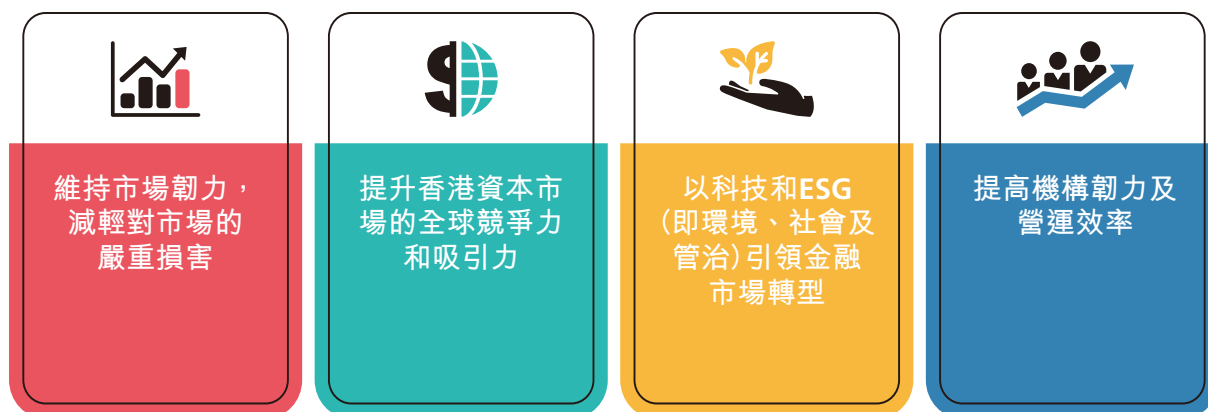 維持市場韌力，
減輕對市場的
嚴重損害
提升香港資本市
場的全球競爭力
和吸引力
以科技和ESG
(即環境、社會及
管治)引領金融
市場轉型
提高機構韌力及
營運效率